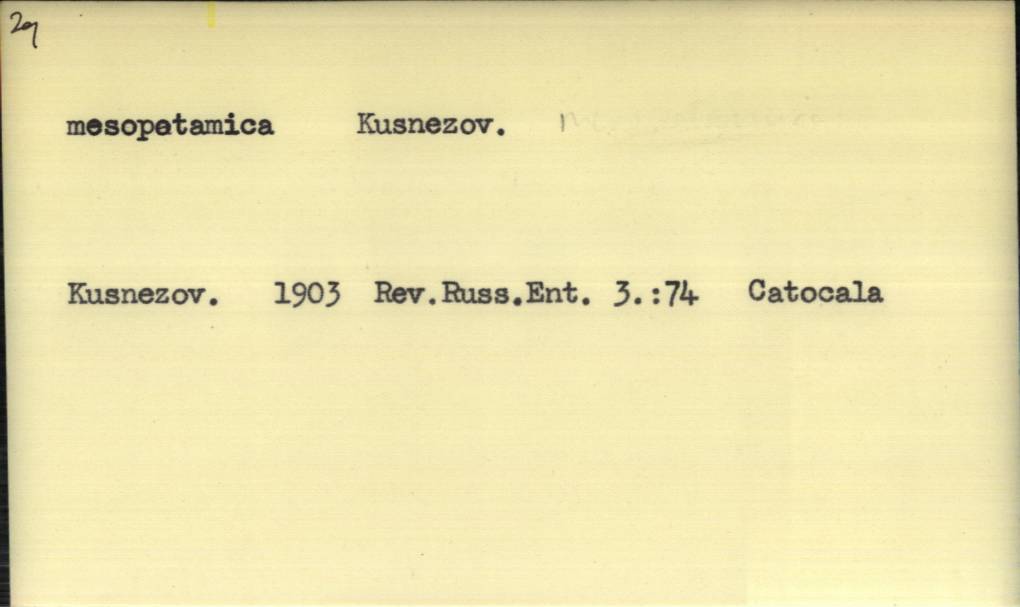 29
mesopetamica Kusnezov.
Kusnezov. 1903 Rev.Russ.Ent. 3.:74 Catocala